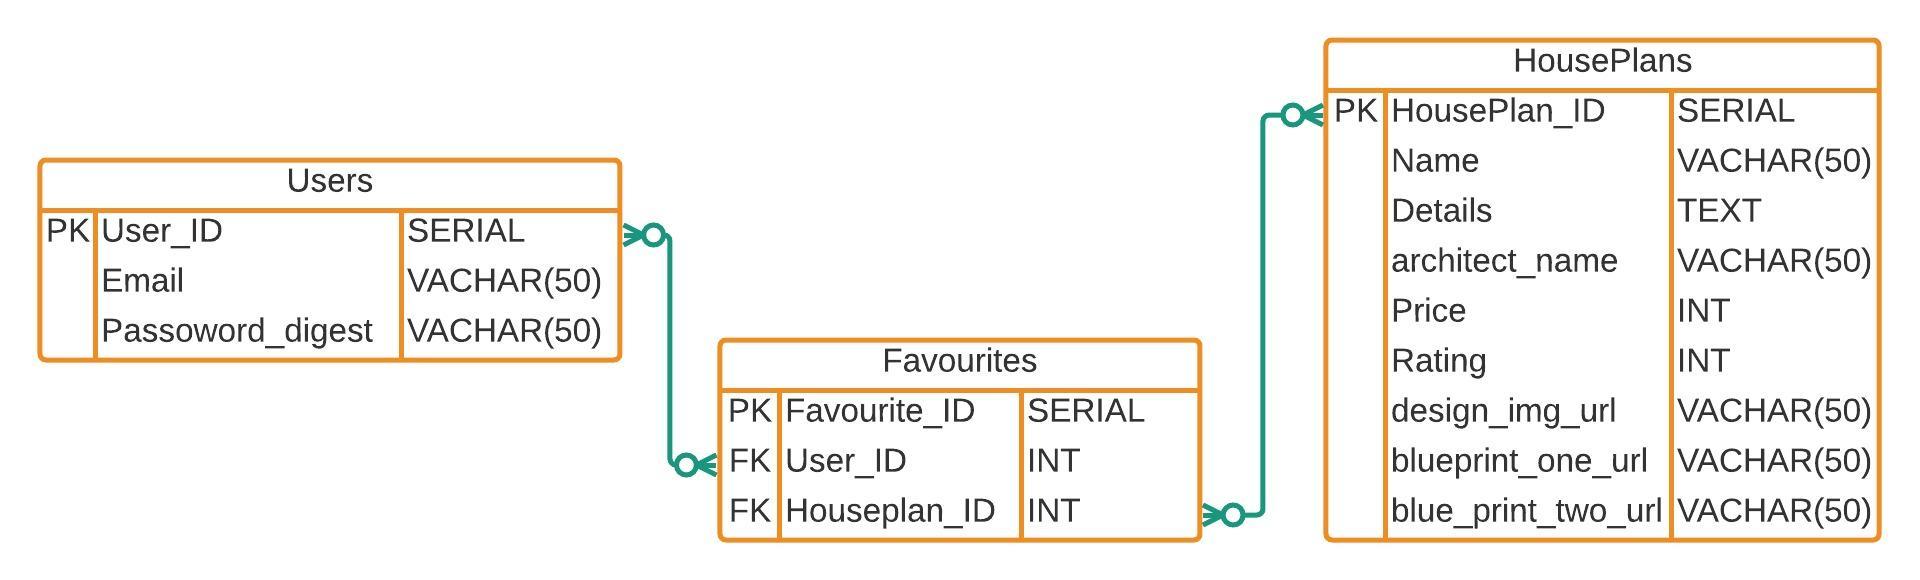 Users
PK User_ID SERIAL
Email VACHAR(50)
Passoword_digest VACHAR(50)
Favourites
PK Favourite_ID SERIAL
FK User_ID INT
FK Houseplan_ID INT
HousePlans
PK HousePlan_ID SERIAL
Name VACHAR(50)
Details TEXT
architect_name VACHAR(50)
Price INT
Rating INT
design_img_url VACHAR(50)
blueprint_one_url VACHAR(50)
blue_print_two_url VACHAR(50)